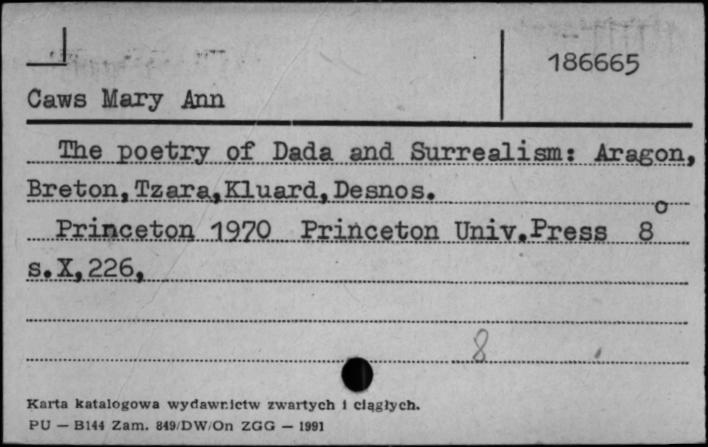 186665
Caws Mary Ann
The poetry of Dada and Surrealism: Aragon,
Breton,Tzara,Kluard,Desnos.
Princeton 1970 Princeton Univ.Press 8°
s.X,226,
8
Karta katalogowa wydawnictw zwartych i ciągłych.
PU — B144 Zam. 849/DW/On ZGG — 1991